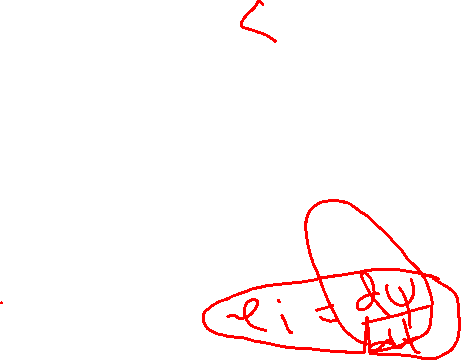 <
ei = dψ/dt